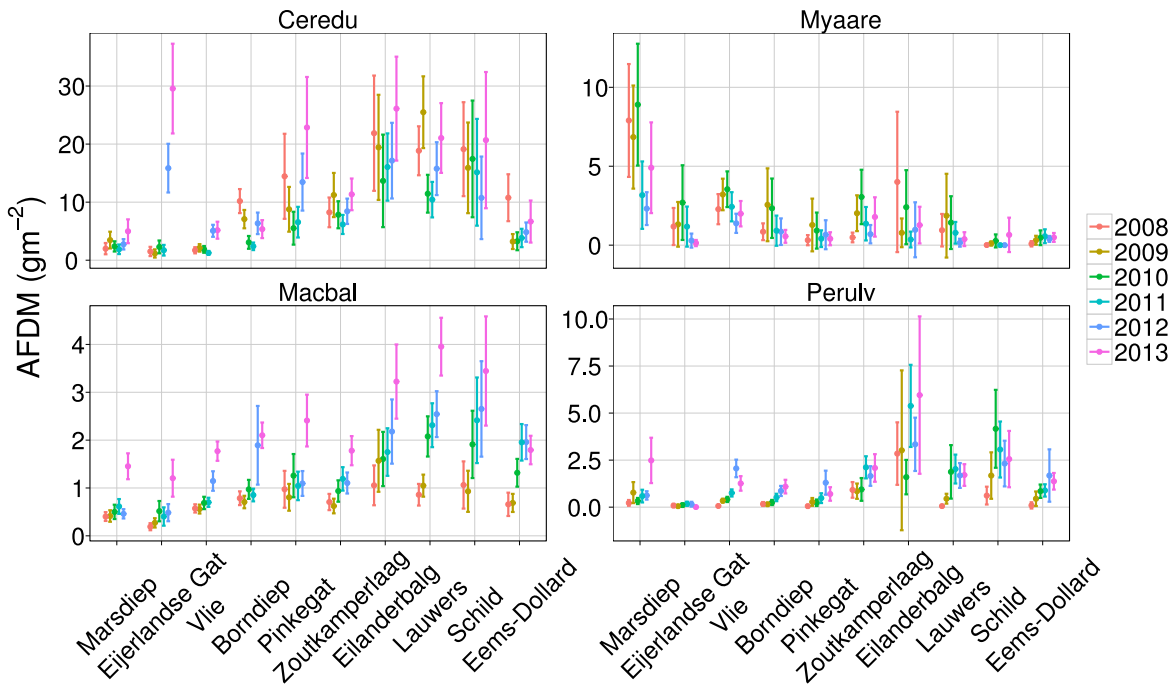 Ceredu
Myaare
AFDM (gm⁻²)
30
20
10
0
10
5
0
Macbal
Perulv
4
3
2
1
0
10.0
7.5
5.0
2.5
0.0
2008
2009
2010
2011
2012
2013
Marsdiep
Eijerlandse Gat
Vlie
Borndiep
Pinkegat
Zoutkamperlaag
Eilanderbalg
Lauwers
Schild
Eems-Dollard
Marsdiep
Eijerlandse Gat
Vlie
Borndiep
Pinkegat
Zoutkamperlaag
Eilanderbalg
Lauwers
Schild
Eems-Dollard